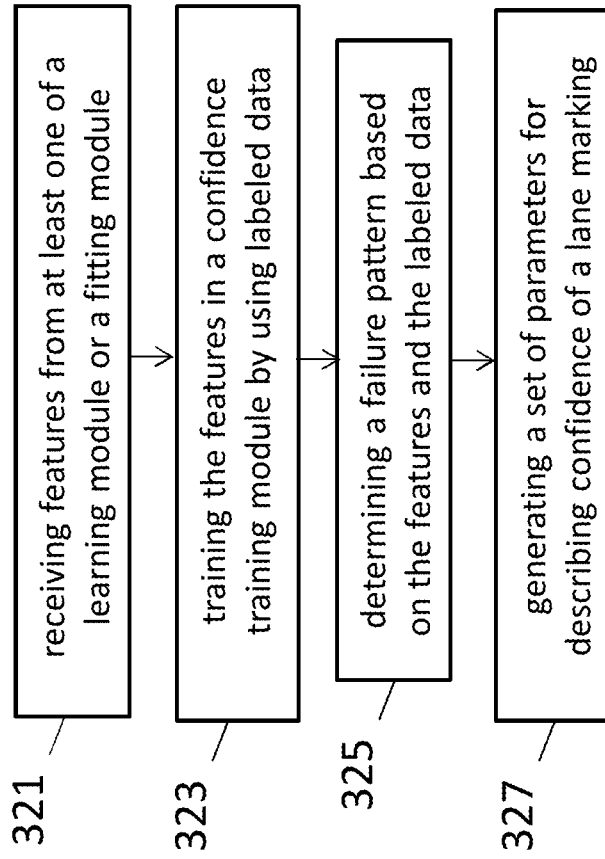 321
receiving features from at least one of a
learning module or a fitting module
323
training the features in a confidence
training module by using labeled data
325
determining a failure pattern based
on the features and the labeled data
327
generating a set of parameters for
describing confidence of a lane marking